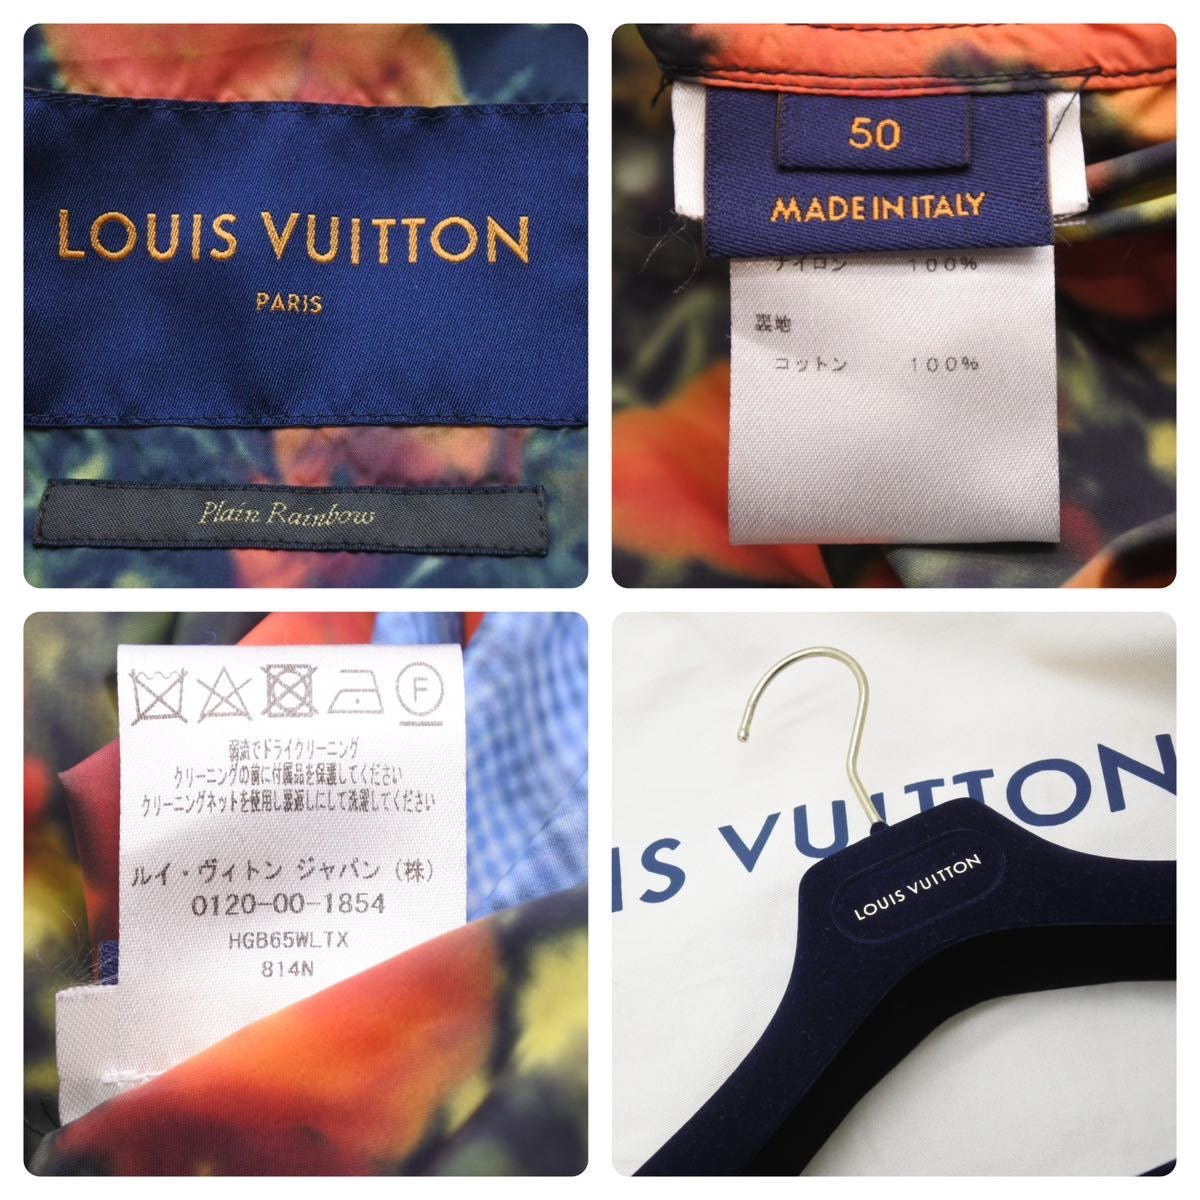 LOUIS VUITTON
PARIS
Plain Rainbow
50
MADE IN ITALY
ナイロン 100%
裏地
コットン 100%
F
弱流でドライクリーニング
クリーニングの前に付属品を保護してください
クリーニングネットを使用し裏返しにして洗濯してください
ルイ・ヴィトン ジャパン (株)
0120-00-1854
HGB65WLTX
814N
IS VUITTON
LOUIS VUITTON